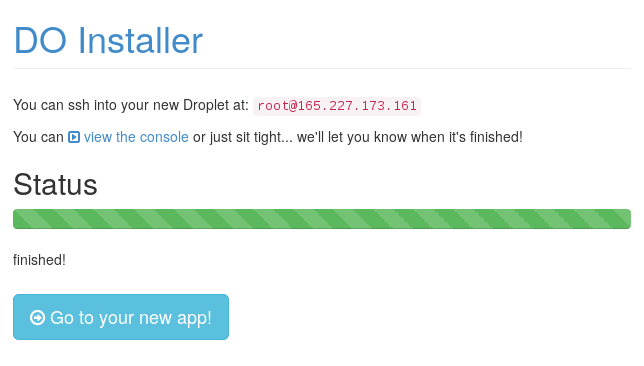 DO Installer
You can ssh into your new Droplet at: root@165.227.173.161
You can view the console or just sit tight... we'll let you know when it's finished!
Status
finished!
Go to your new app!